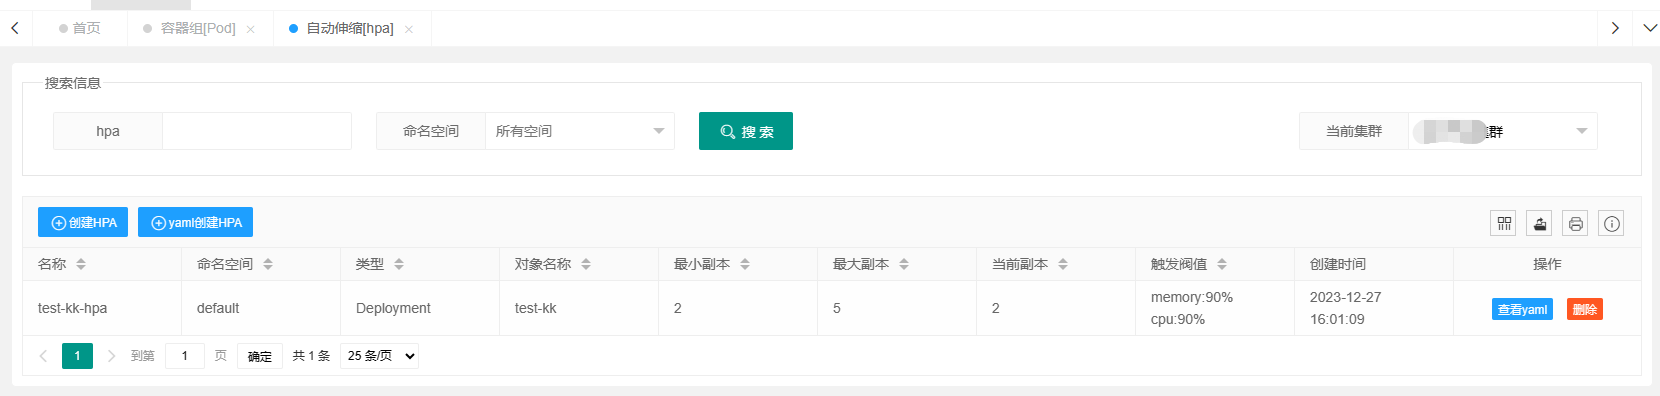 首页 容器组[Pod] 自动伸缩[hpa]
搜索信息
hpa 命名空间 所有空间 搜 索 当前集群 群
创建HPA yaml创建HPA
名称 命名空间 类型 对象名称 最小副本 最大副本 当前副本 触发阀值 创建时间 操作
test-kk-hpa default Deployment test-kk 2 5 2 memory:90% 2023-12-27 查看yaml 删除
cpu:90% 16:01:09
1 到第 1 页 确定 共 1 条 25 条/页